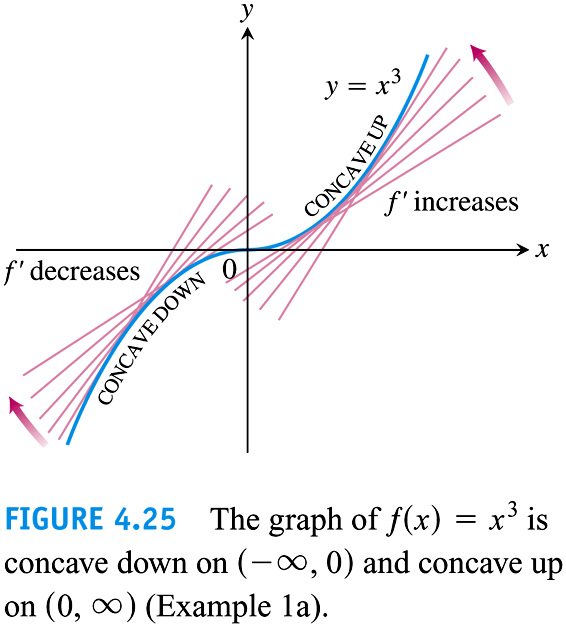 y
y = x³
CONCAVE UP
f′ increases
x
0
f′ decreases
CONCAVE DOWN
FIGURE 4.25 The graph of f(x) = x³ is
concave down on (−∞, 0) and concave up
on (0, ∞) (Example 1a).